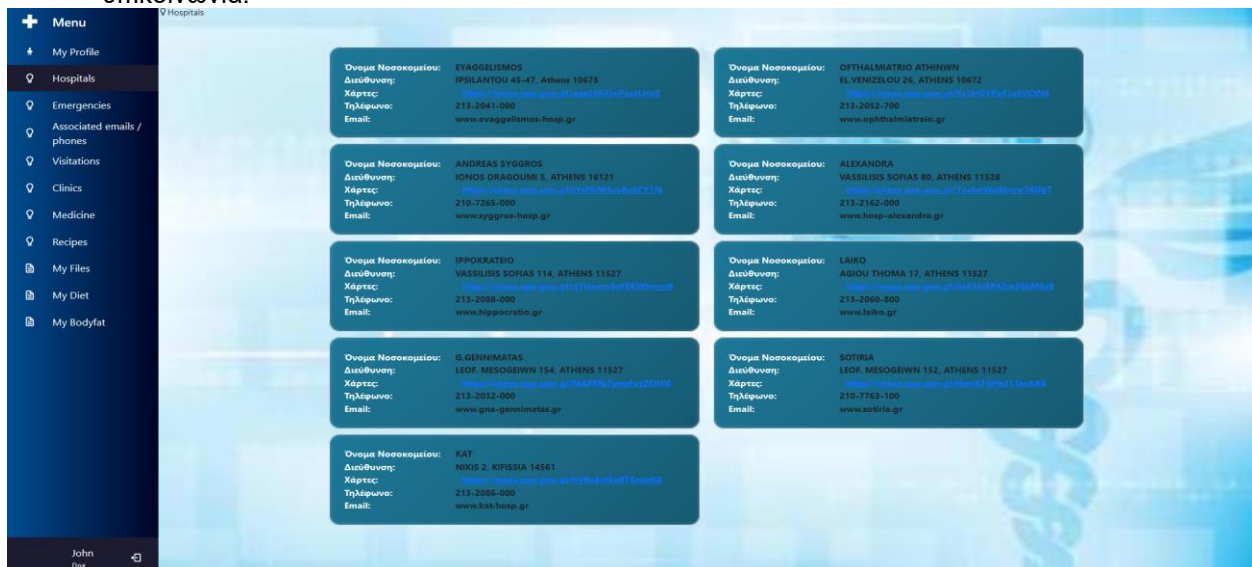 επικοινωνία.
Menu
Hospitals
My Profile
Hospitals
Emergencies
Associated emails /
phones
Visitations
Clinics
Medicine
Recipes
My Files
My Diet
My Bodyfat
John
Doe
Όνομα Νοσοκομείου: EYAGGELISMOS
Διεύθυνση: IPSILANTOU 45-47, Athens 10675
Χάρτες:
Τηλέφωνο: 213-2041-000
Email: www.evaggelismos-hosp.gr
Όνομα Νοσοκομείου: OFTHALMIATRIO ATHINWN
Διεύθυνση: EL.VENIZELOU 26, ATHENS 10672
Χάρτες:
Τηλέφωνο: 213-2052-700
Email: www.ophthalmiatreio.gr
Όνομα Νοσοκομείου: ANDREAS SYGGROS
Διεύθυνση: IONOS DRAGOUMI 5, ATHENS 16121
Χάρτες:
Τηλέφωνο: 210-7265-000
Email: www.syggros-hosp.gr
Όνομα Νοσοκομείου: ALEXANDRA
Διεύθυνση: VASSILISIS SOFIAS 80, ATHENS 11528
Χάρτες:
Τηλέφωνο: 213-2162-000
Email: www.hosp-alexandra.gr
Όνομα Νοσοκομείου: IPPOKRATEIO
Διεύθυνση: VASSILISIS SOFIAS 114, ATHENS 11527
Χάρτες:
Τηλέφωνο: 213-2088-000
Email: www.hippocratio.gr
Όνομα Νοσοκομείου: LAIKO
Διεύθυνση: AGIOU THOMA 17, ATHENS 11527
Χάρτες:
Τηλέφωνο: 213-2060-800
Email: www.laiko.gr
Όνομα Νοσοκομείου: G.GENNIMATAS
Διεύθυνση: LEOF. MESOGEIWN 154, ATHENS 11527
Χάρτες:
Τηλέφωνο: 213-2032-000
Email: www.gna-gennimatas.gr
Όνομα Νοσοκομείου: SOTIRIA
Διεύθυνση: LEOF. MESOGEIWN 152, ATHENS 11527
Χάρτες:
Τηλέφωνο: 210-7763-100
Email: www.sotiria.gr
Όνομα Νοσοκομείου: KAT
Διεύθυνση: NIKIS 2, KIFISSIA 14561
Χάρτες:
Τηλέφωνο: 213-2086-000
Email: www.kat-hosp.gr